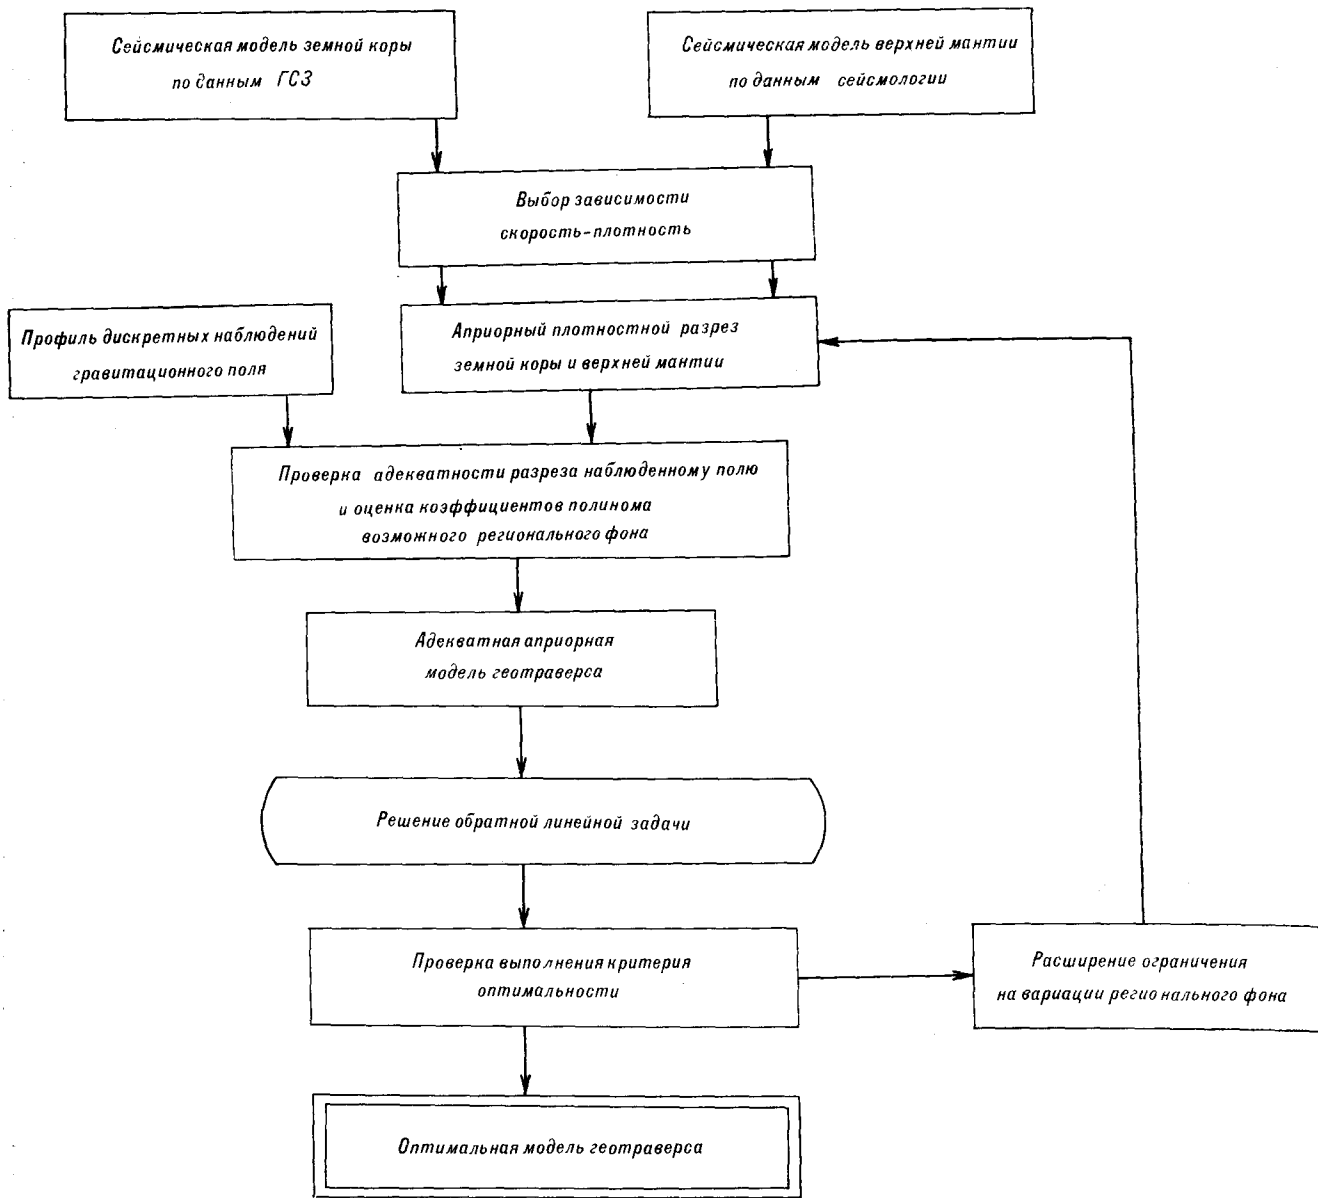 Сейсмическая модель земной коры
по данным ГСЗ
Сейсмическая модель верхней мантии
по данным сейсмологии
Выбор зависимости
скорость-плотность
Профиль дискретных наблюдений
гравитационного поля
Априорный плотностной разрез
земной коры и верхней мантии
Проверка адекватности разреза наблюденному полю
и оценка коэффициентов полинома
возможного регионального фона
Адекватная априорная
модель геотраверса
Решение обратной линейной задачи
Проверка выполнения критерия
оптимальности
Расширение ограничения
на вариации регионального фона
Оптимальная модель геотраверса